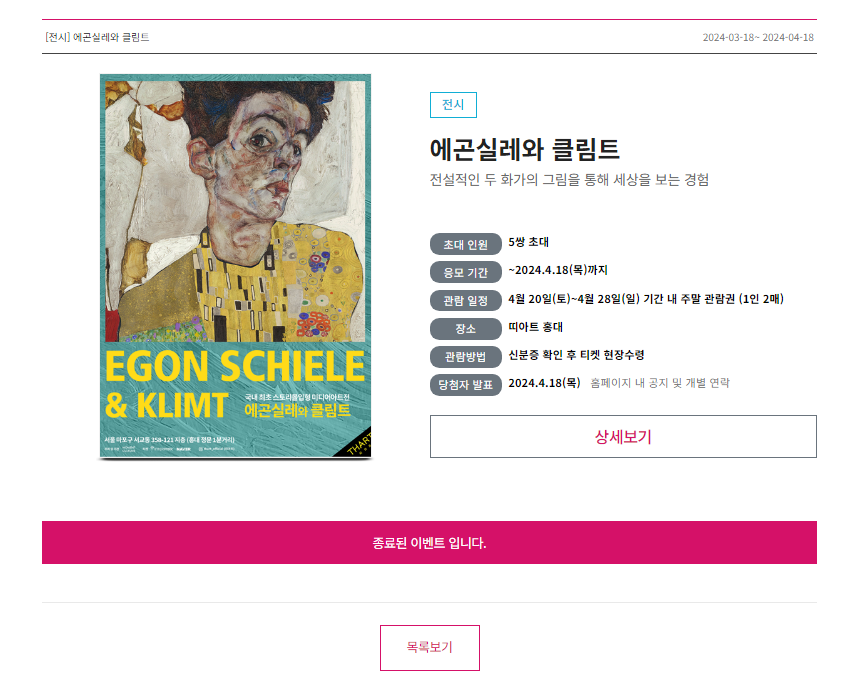 [전시] 에곤실레와 클림트
2024-03-18~ 2024-04-18
EGON SCHIELE
& KLIMT
국내 최초 스토리몰입형 미디어아트전
에곤실레와 클림트
서울 마포구 서교동 358-121 지층 (홍대 정문 1분거리)
THART
전시
에곤실레와 클림트
전설적인 두 화가의 그림을 통해 세상을 보는 경험
초대 인원 5쌍 초대
응모 기간 ~2024.4.18(목)까지
관람 일정 4월 20일(토)~4월 28일(일) 기간 내 주말 관람권 (1인 2매)
장소 띠아트 홍대
관람방법 신분증 확인 후 티켓 현장수령
당첨자 발표 2024.4.18(목) 홈페이지 내 공지 및 개별 연락
상세보기
종료된 이벤트 입니다.
목록보기